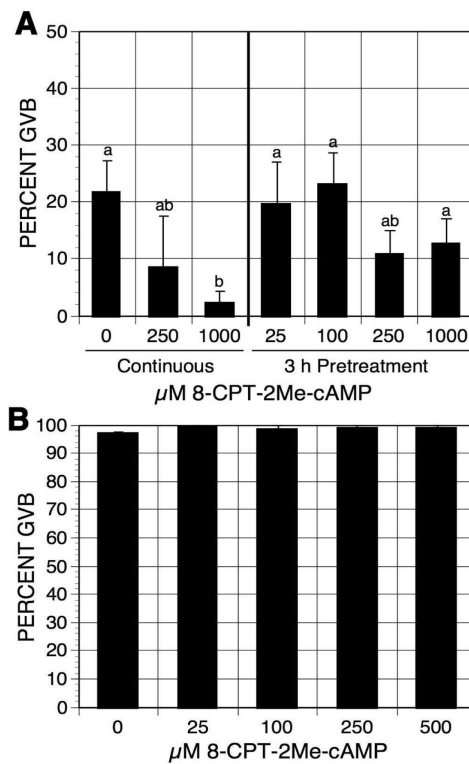 A
50
40
30
20
10
0
PERCENT GVB
a
ab
b
a
a
ab
a
0 250 1000 25 100 250 1000
Continuous 3 h Pretreatment
µM 8-CPT-2Me-cAMP
B
100
90
80
70
60
50
40
30
20
10
0
PERCENT GVB
0 25 100 250 500
µM 8-CPT-2Me-cAMP